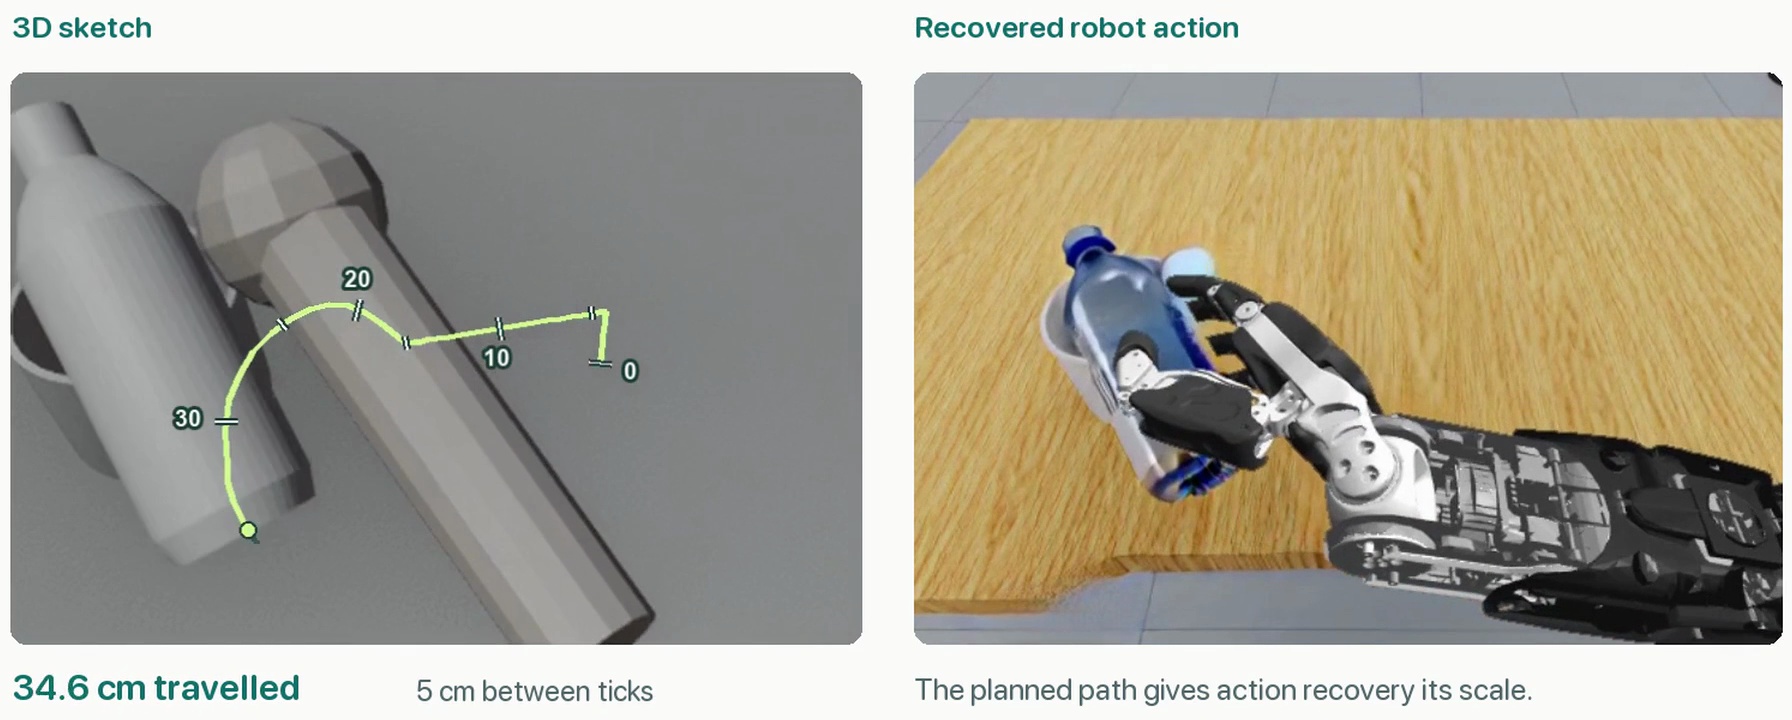 3D sketch
Recovered robot action
20
10
0
30
34.6 cm travelled
5 cm between ticks
The planned path gives action recovery its scale.